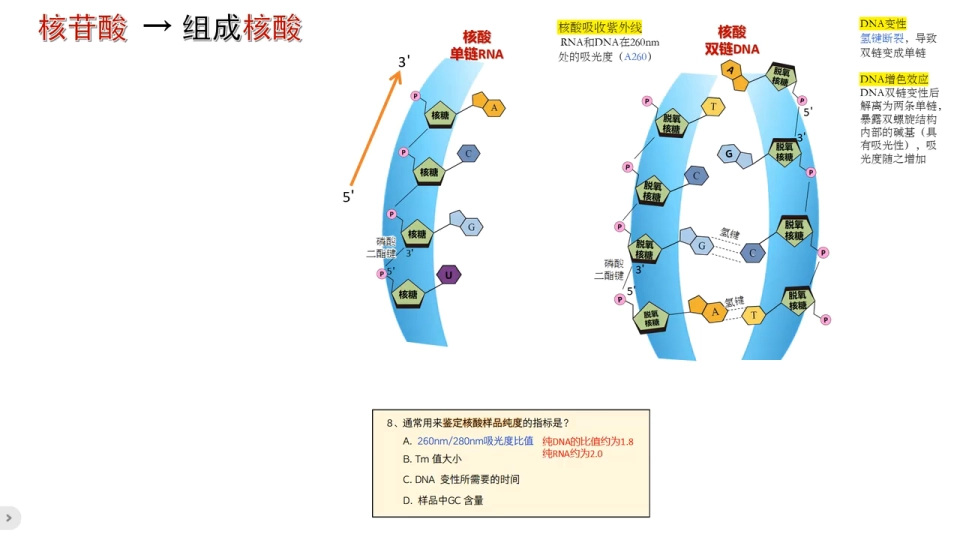 核苷酸 → 组成核酸
核酸
单链RNA
3'
5'
P
核糖
A
P
核糖
C
P
核糖
G
磷酸
二酯键
3'
P
5'
核糖
U
核酸吸收紫外线
RNA和DNA在260nm
处的吸光度（A260）
核酸
双链DNA
A
脱氧
核糖
P
5'
P
脱氧
核糖
T
3'
P
脱氧
核糖
C
G
脱氧
核糖
P
P
脱氧
核糖
G
氢键
C
脱氧
核糖
P
磷酸
二酯键
3'
5'
P
脱氧
核糖
A
氢键
T
脱氧
核糖
P
DNA变性
氢键断裂，导致
双链变成单链
DNA增色效应
DNA双链变性后
解离为两条单链，
暴露双螺旋结构
内部的碱基（具
有吸光性），吸
光度随之增加
8、通常用来鉴定核酸样品纯度的指标是？
A. 260nm/280nm吸光度比值 纯DNA的比值约为1.8
纯RNA约为2.0
B. Tm 值大小
C. DNA 变性所需要的时间
D. 样品中GC 含量